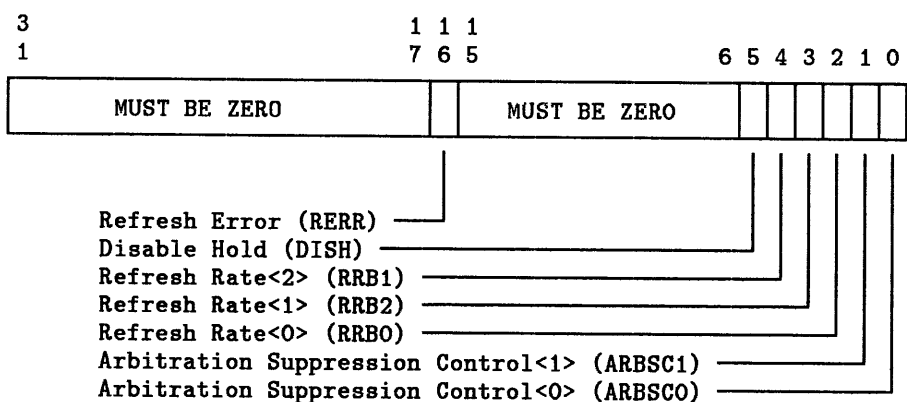 3 1 1 1
1 7 6 5 6 5 4 3 2 1 0
MUST BE ZERO MUST BE ZERO
Refresh Error (RERR)
Disable Hold (DISH)
Refresh Rate<2> (RRB1)
Refresh Rate<1> (RRB2)
Refresh Rate<0> (RRB0)
Arbitration Suppression Control<1> (ARBSC1)
Arbitration Suppression Control<0> (ARBSC0)